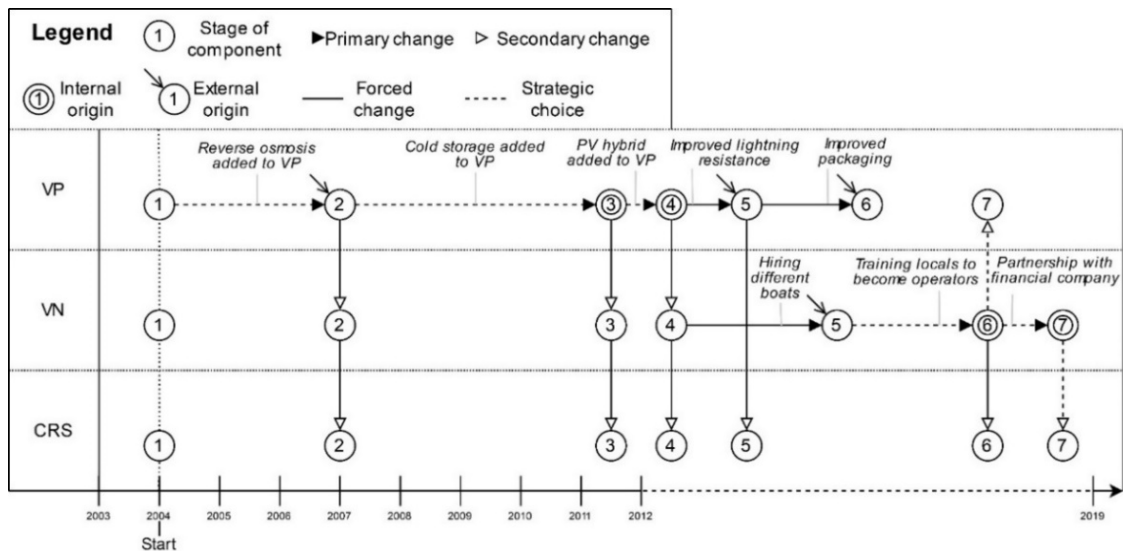 Legend
1
Stage of
component
Primary change
Secondary change
1
Internal
origin
1
External
origin
Forced
change
Strategic
choice
VP
Reverse osmosis
added to VP
Cold storage added
to VP
PV hybrid
added to VP
Improved lightning
resistance
Improved
packaging
1
2
3
4
5
6
7
VN
Hiring
different
boats
Training locals to
become operators
Partnership with
financial company
1
2
3
4
5
6
7
CRS
1
2
3
4
5
6
7
2003
2004
2005
2006
2007
2008
2009
2010
2011
2012
2019
Start